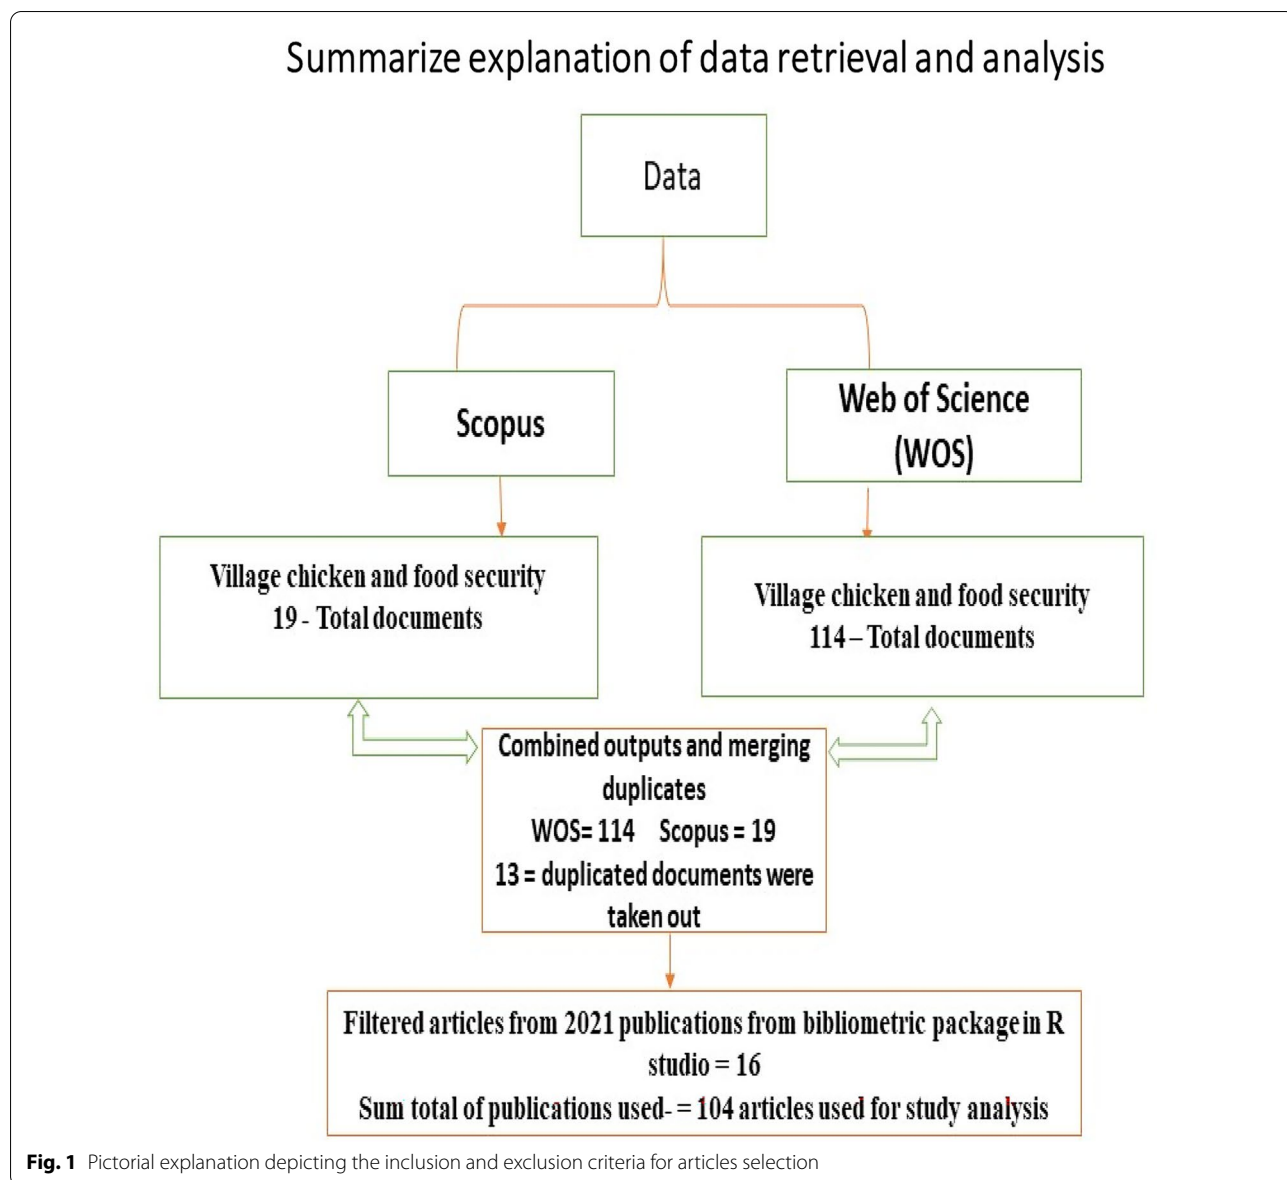 Summarize explanation of data retrieval and analysis
Data
Scopus
Web of Science
(WOS)
Village chicken and food security
19 - Total documents
Village chicken and food security
114 – Total documents
Combined outputs and merging
duplicates
WOS= 114 Scopus = 19
13 = duplicated documents were
taken out
Filtered articles from 2021 publications from bibliometric package in R
studio = 16
Sum total of publications used- = 104 articles used for study analysis
Fig. 1 Pictorial explanation depicting the inclusion and exclusion criteria for articles selection